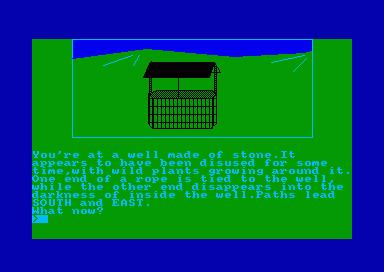 You're at a well made of stone.It
appears to have been disused for some
time,with wild plants growing around it.
One end of a rope is tied to the well,
while the other end disappears into the
darkness of inside the well.Paths lead
SOUTH and EAST.
What now?
>